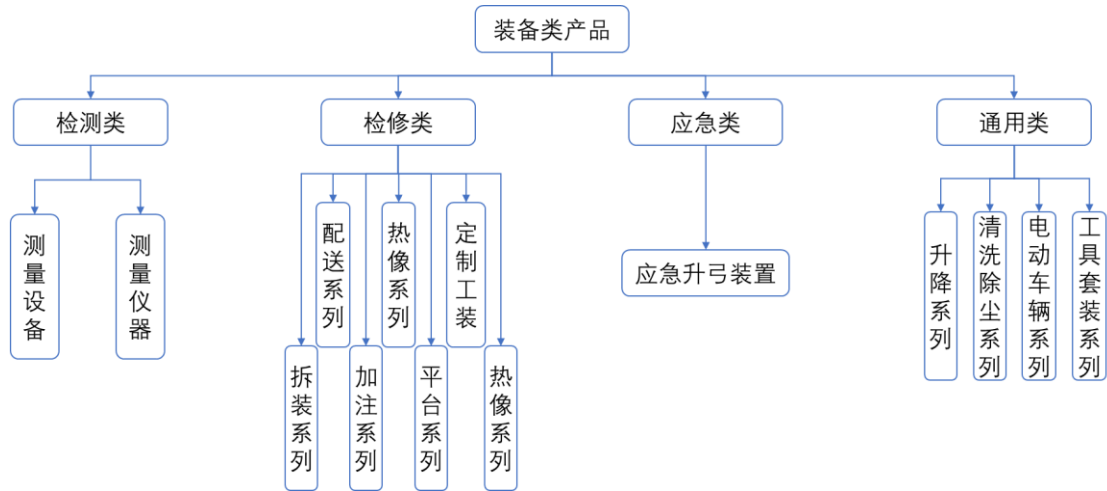 装备类产品
检测类
检修类
应急类
通用类
测量设备
测量仪器
配送系列
热像系列
定制工装
拆装系列
加注系列
平台系列
热像系列
应急升弓装置
升降系列
清洗除尘系列
电动车辆系列
工具套装系列